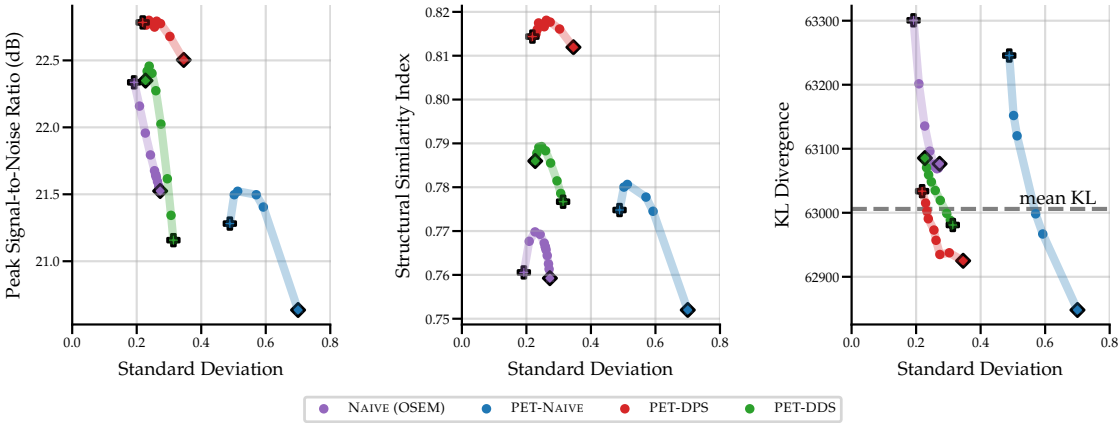 Peak Signal-to-Noise Ratio (dB)
22.5
22.0
21.5
21.0
0.0 0.2 0.4 0.6 0.8
Standard Deviation
Structural Similarity Index
0.82
0.81
0.80
0.79
0.78
0.77
0.76
0.75
0.0 0.2 0.4 0.6 0.8
Standard Deviation
KL Divergence
63300
63200
63100
63000
62900
mean KL
0.0 0.2 0.4 0.6 0.8
Standard Deviation
NAIVE (OSEM) PET-NAIVE PET-DPS PET-DDS